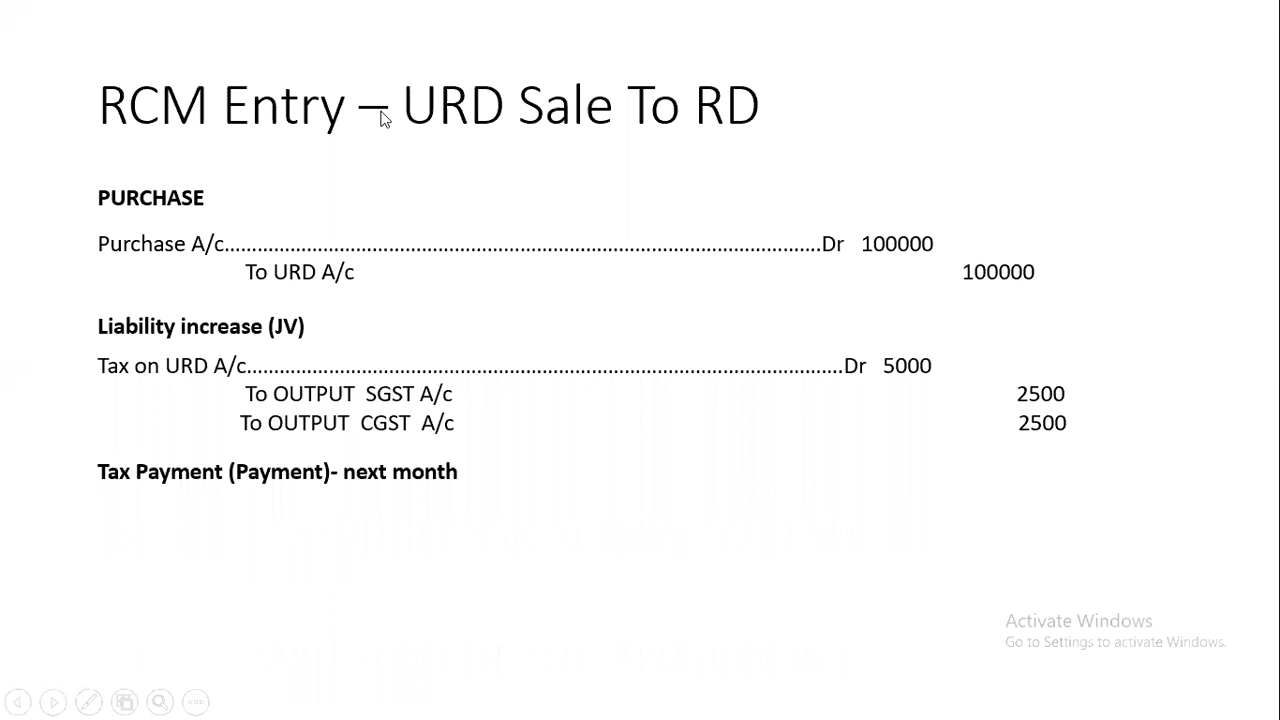 RCM Entry – URD Sale To RD
PURCHASE
Purchase A/c....................................................................................................Dr 100000
To URD A/c 100000
Liability increase (JV)
Tax on URD A/c....................................................................................................Dr 5000
To OUTPUT SGST A/c 2500
To OUTPUT CGST A/c 2500
Tax Payment (Payment)- next month
Activate Windows
Go to Settings to activate Windows.